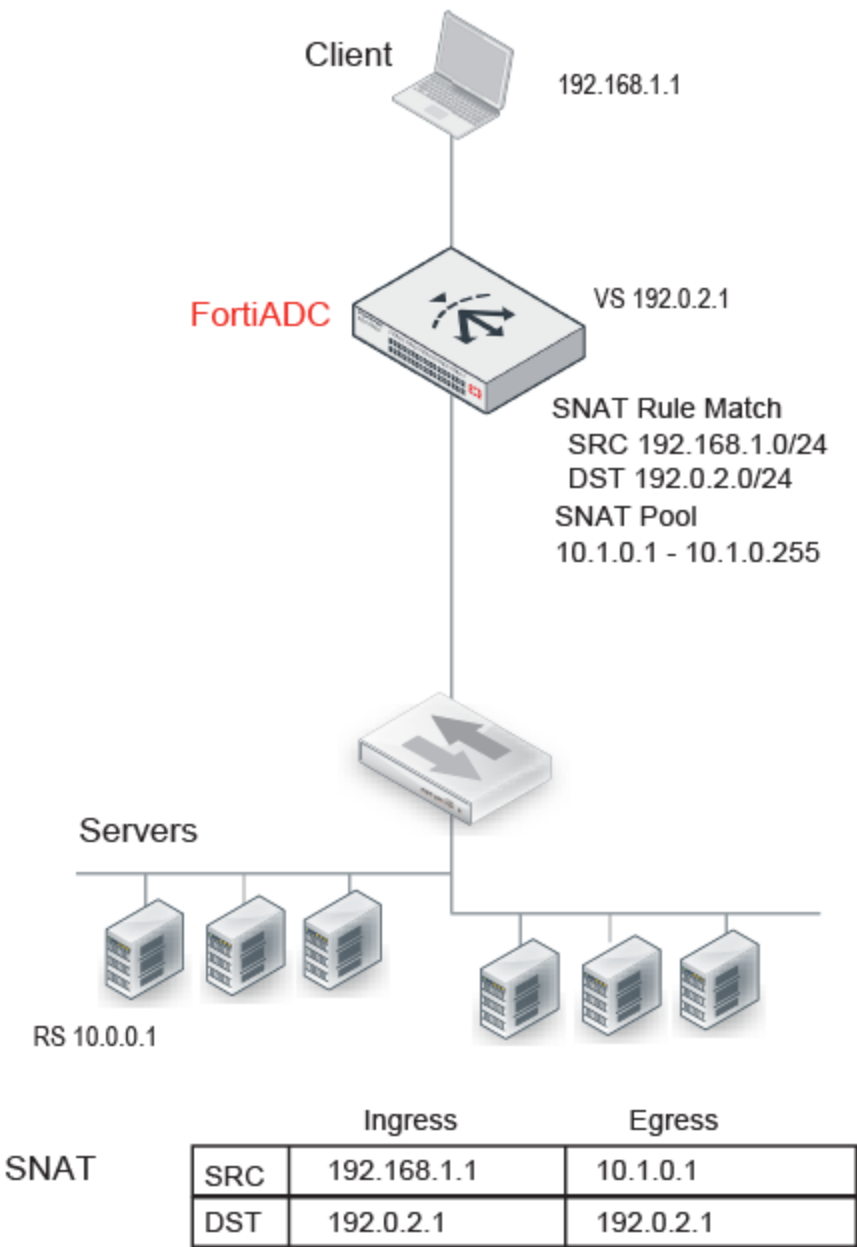 Client
192.168.1.1
FortiADC
VS 192.0.2.1
SNAT Rule Match
SRC 192.168.1.0/24
DST 192.0.2.0/24
SNAT Pool
10.1.0.1 - 10.1.0.255
Servers
RS 10.0.0.1
Ingress Egress
SNAT SRC 192.168.1.1 10.1.0.1
DST 192.0.2.1 192.0.2.1